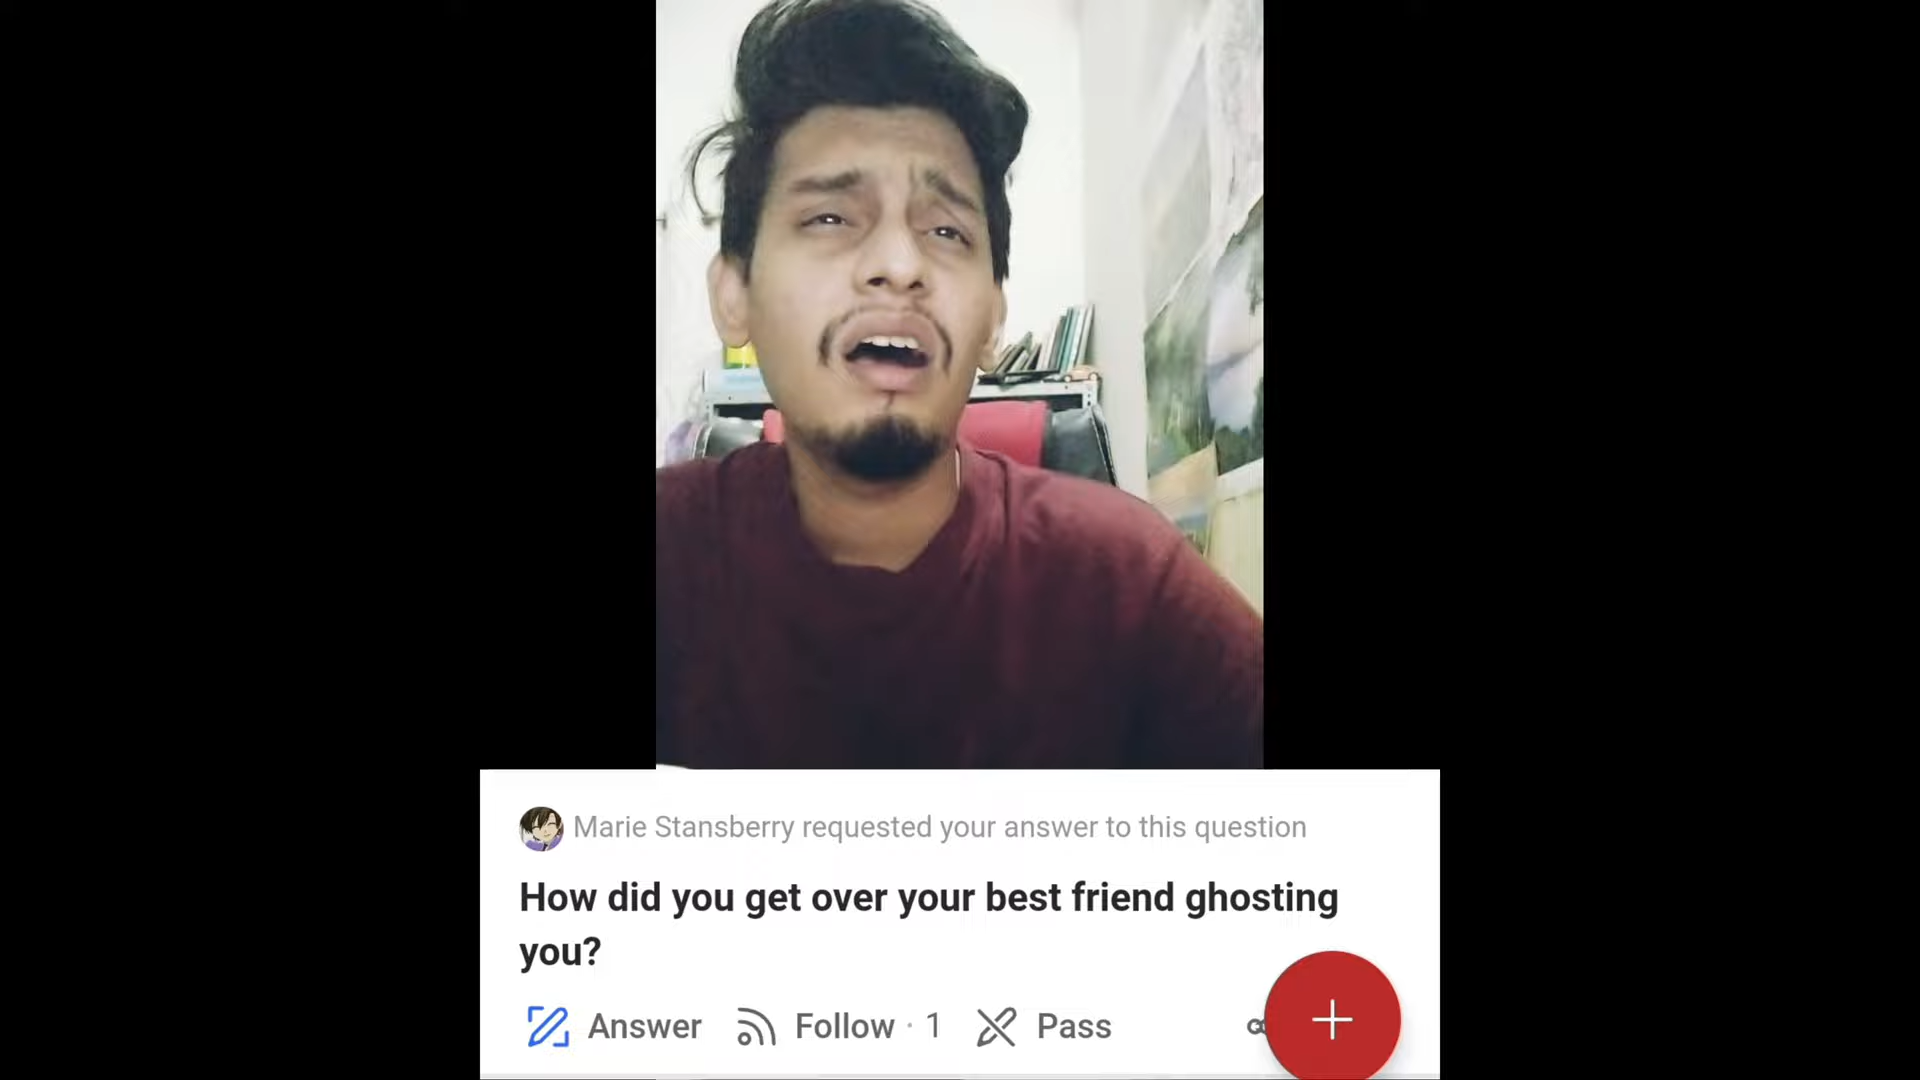 Marie Stansberry requested your answer to this question
How did you get over your best friend ghosting
you?
Answer Follow · 1 Pass